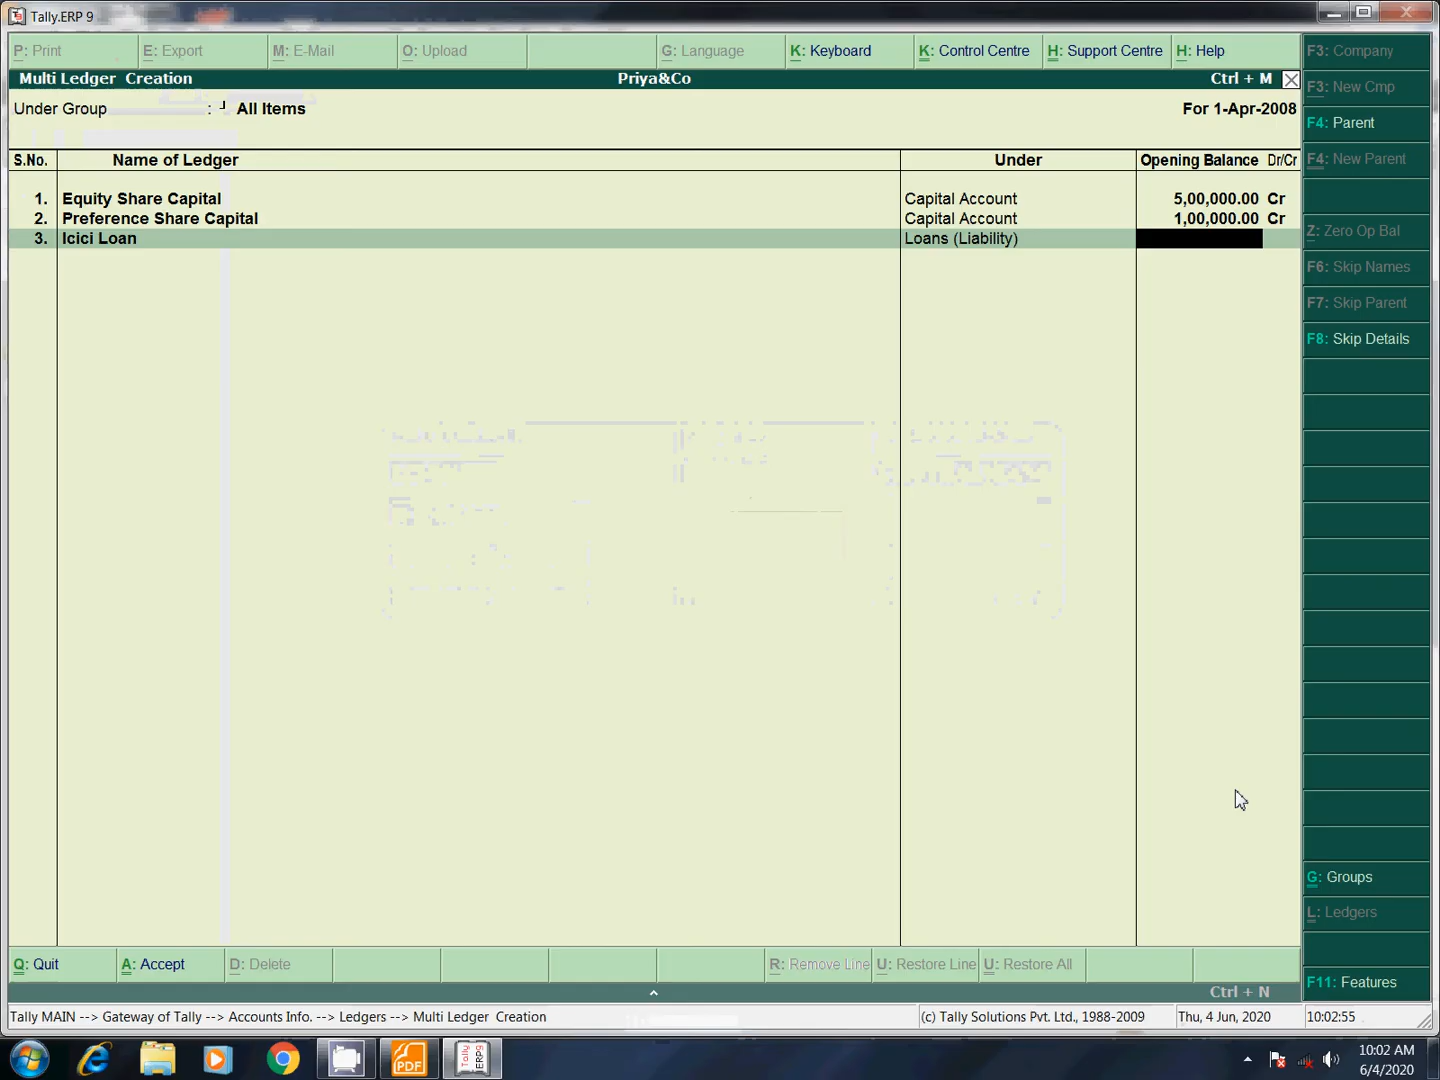 Tally.ERP 9
P: Print E: Export M: E-Mail O: Upload G: Language K: Keyboard K: Control Centre H: Support Centre H: Help F3: Company
Multi Ledger Creation Priya&Co Ctrl + M
F3: New Cmp
Under Group : ┘ All Items For 1-Apr-2008
F4: Parent
S.No. Name of Ledger Under Opening Balance Dr/Cr
F4: New Parent
1. Equity Share Capital Capital Account 5,00,000.00 Cr
2. Preference Share Capital Capital Account 1,00,000.00 Cr
3. Icici Loan Loans (Liability)
Z: Zero Op Bal
F6: Skip Names
F7: Skip Parent
F8: Skip Details
G: Groups
L: Ledgers
Q: Quit A: Accept D: Delete R: Remove Line U: Restore Line U: Restore All
F11: Features
Ctrl + N
Tally MAIN --> Gateway of Tally --> Accounts Info. --> Ledgers --> Multi Ledger Creation (c) Tally Solutions Pvt. Ltd., 1988-2009 Thu, 4 Jun, 2020 10:02:55
PDF
Tally ERP9
10:02 AM
6/4/2020